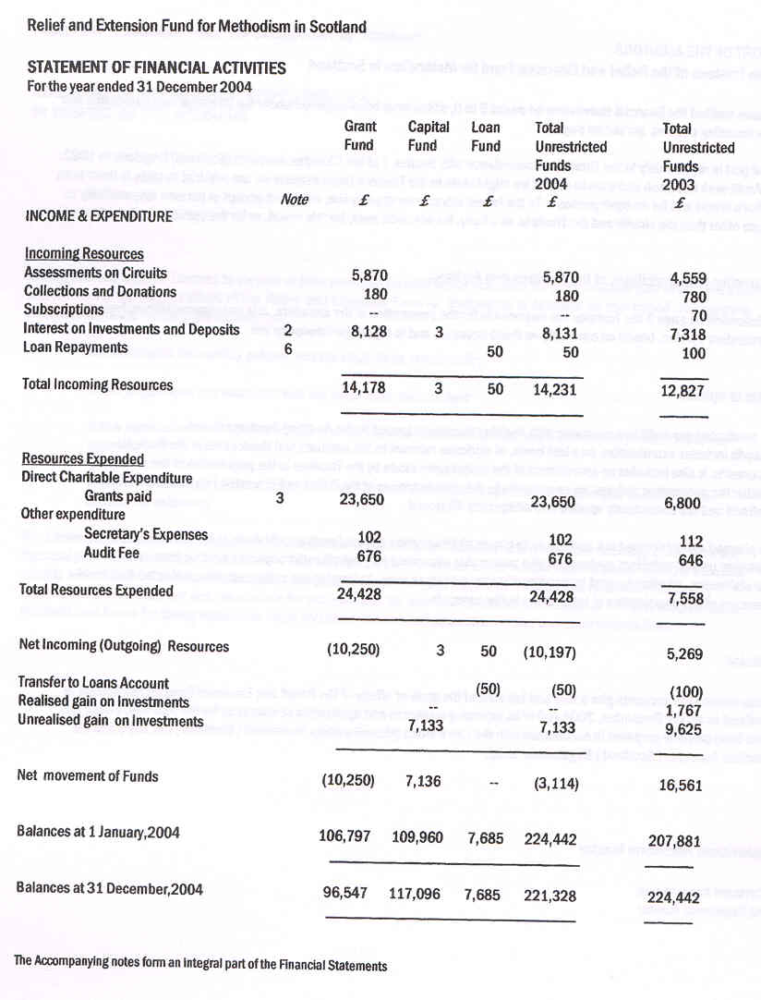 Relief and Extension Fund for Methodism in Scotland
STATEMENT OF FINANCIAL ACTIVITIES
For the year ended 31 December 2004
Grant Capital Loan Total Total
Fund Fund Fund Unrestricted Unrestricted
Funds Funds
2004 2003
Note £ £ £ £ £
INCOME & EXPENDITURE
Incoming Resources
Assessments on Circuits 5,870 5,870 4,559
Collections and Donations 180 180 780
Subscriptions -- -- 70
Interest on Investments and Deposits 2 8,128 3 8,131 7,318
Loan Repayments 6 50 50 100
Total Incoming Resources 14,178 3 50 14,231 12,827
Resources Expended
Direct Charitable Expenditure
Grants paid 3 23,650 23,650 6,800
Other expenditure
Secretary's Expenses 102 102 112
Audit Fee 676 676 646
Total Resources Expended 24,428 24,428 7,558
Net Incoming (Outgoing) Resources (10,250) 3 50 (10,197) 5,269
Transfer to Loans Account (50) (50) (100)
Realised gain on Investments -- -- 1,767
Unrealised gain on Investments 7,133 7,133 9,625
Net movement of Funds (10,250) 7,136 -- (3,114) 16,561
Balances at 1 January,2004 106,797 109,960 7,685 224,442 207,881
Balances at 31 December,2004 96,547 117,096 7,685 221,328 224,442
The Accompanying notes form an integral part of the Financial Statements